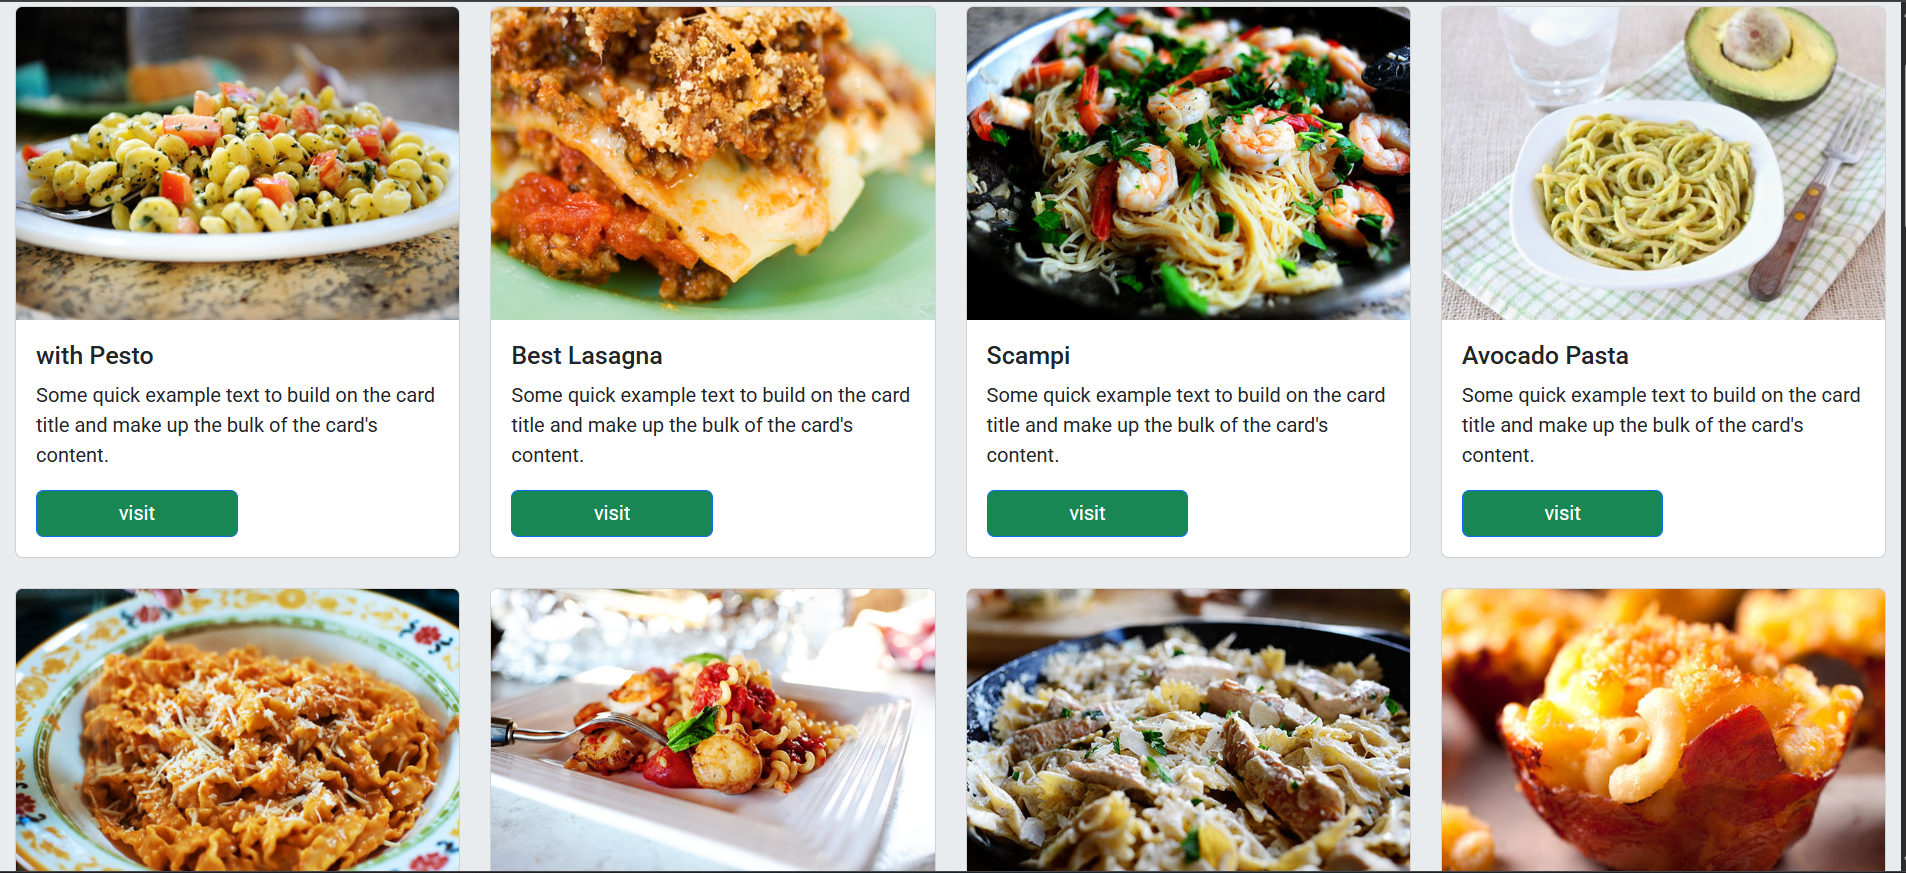 with Pesto
Some quick example text to build on the card
title and make up the bulk of the card's
content.
visit
Best Lasagna
Some quick example text to build on the card
title and make up the bulk of the card's
content.
visit
Scampi
Some quick example text to build on the card
title and make up the bulk of the card's
content.
visit
Avocado Pasta
Some quick example text to build on the card
title and make up the bulk of the card's
content.
visit